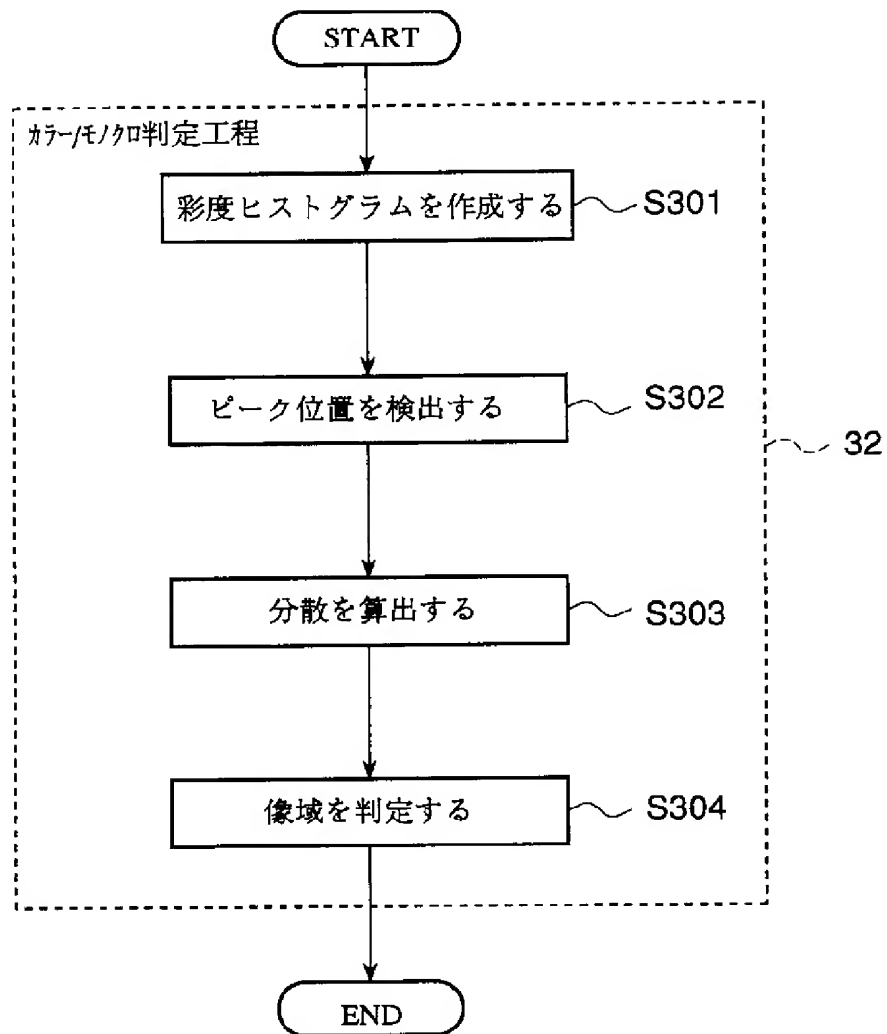 START
カラー/モノクロ判定工程
彩度ヒストグラムを作成する
S301
ピーク位置を検出する
S302
32
分散を算出する
S303
像域を判定する
S304
END